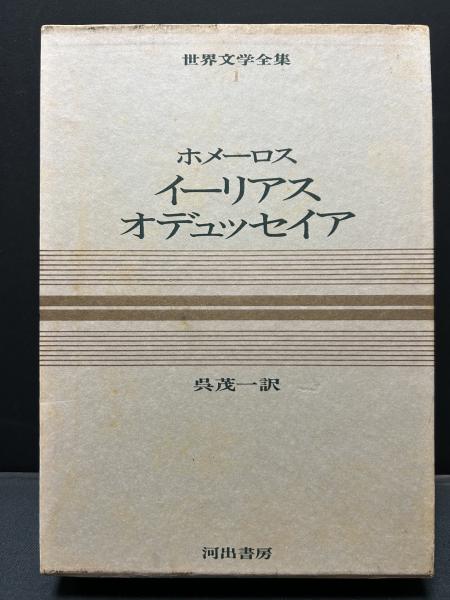 世界文学全集
1
ホメーロス
イーリアス
オデュッセイア
呉茂一訳
河出書房